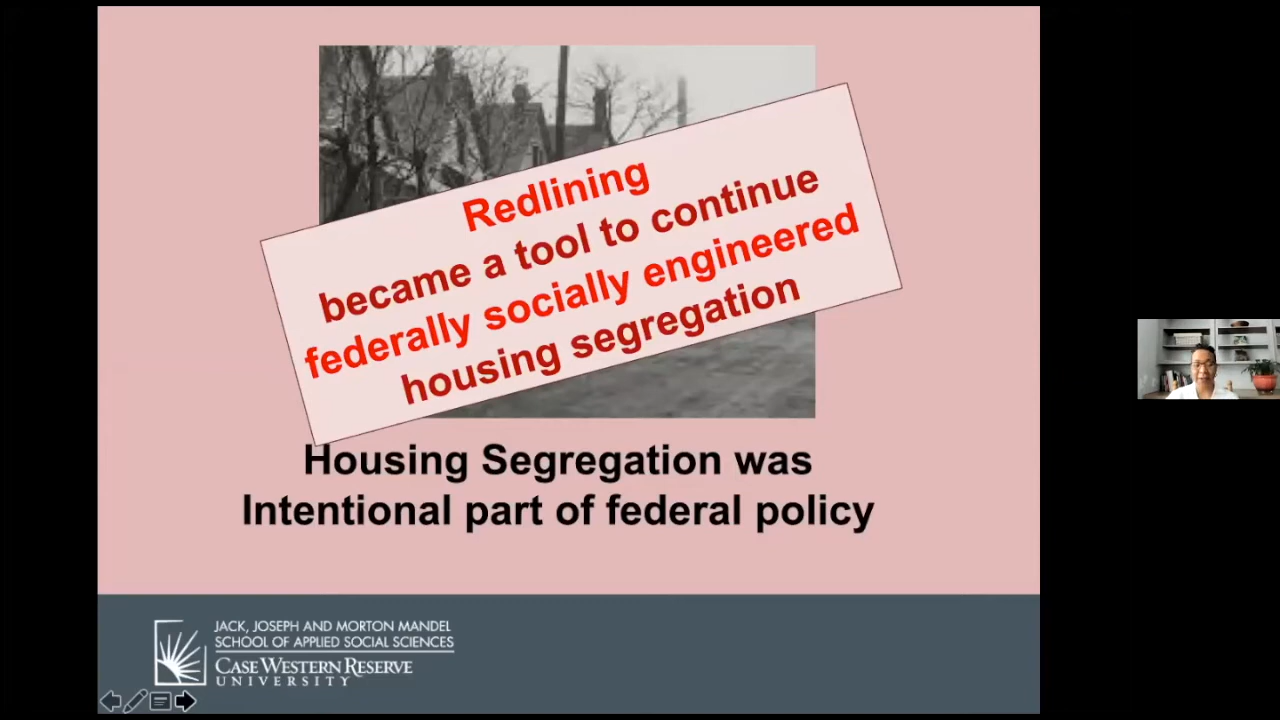 Redlining
became a tool to continue
federally socially engineered
housing segregation
Housing Segregation was
Intentional part of federal policy
JACK, JOSEPH AND MORTON MANDEL
SCHOOL OF APPLIED SOCIAL SCIENCES
CASE WESTERN RESERVE
UNIVERSITY